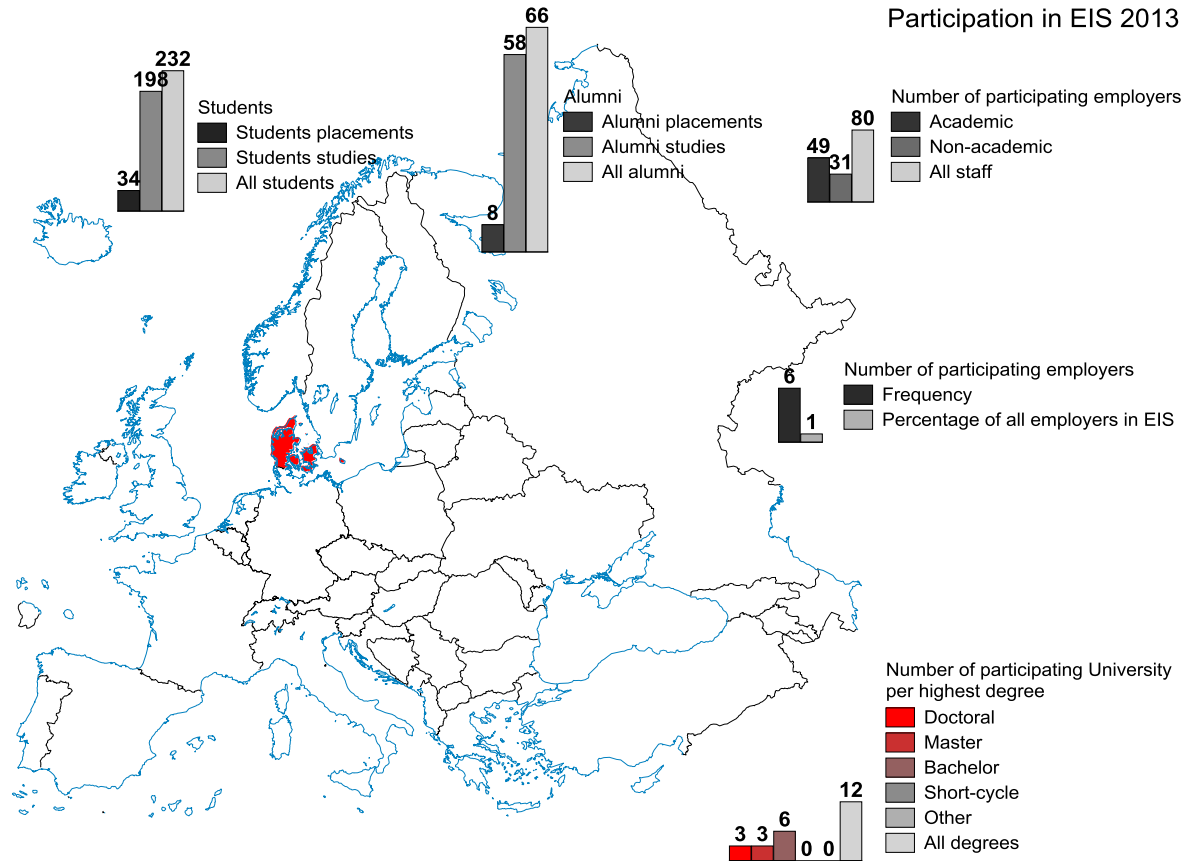 Participation in EIS 2013
34
198
232
Students
Students placements
Students studies
All students
8
58
66
Alumni
Alumni placements
Alumni studies
All alumni
49
31
80
Number of participating employers
Academic
Non-academic
All staff
6
1
Number of participating employers
Frequency
Percentage of all employers in EIS
3
3
6
0
0
12
Number of participating University
per highest degree
Doctoral
Master
Bachelor
Short-cycle
Other
All degrees